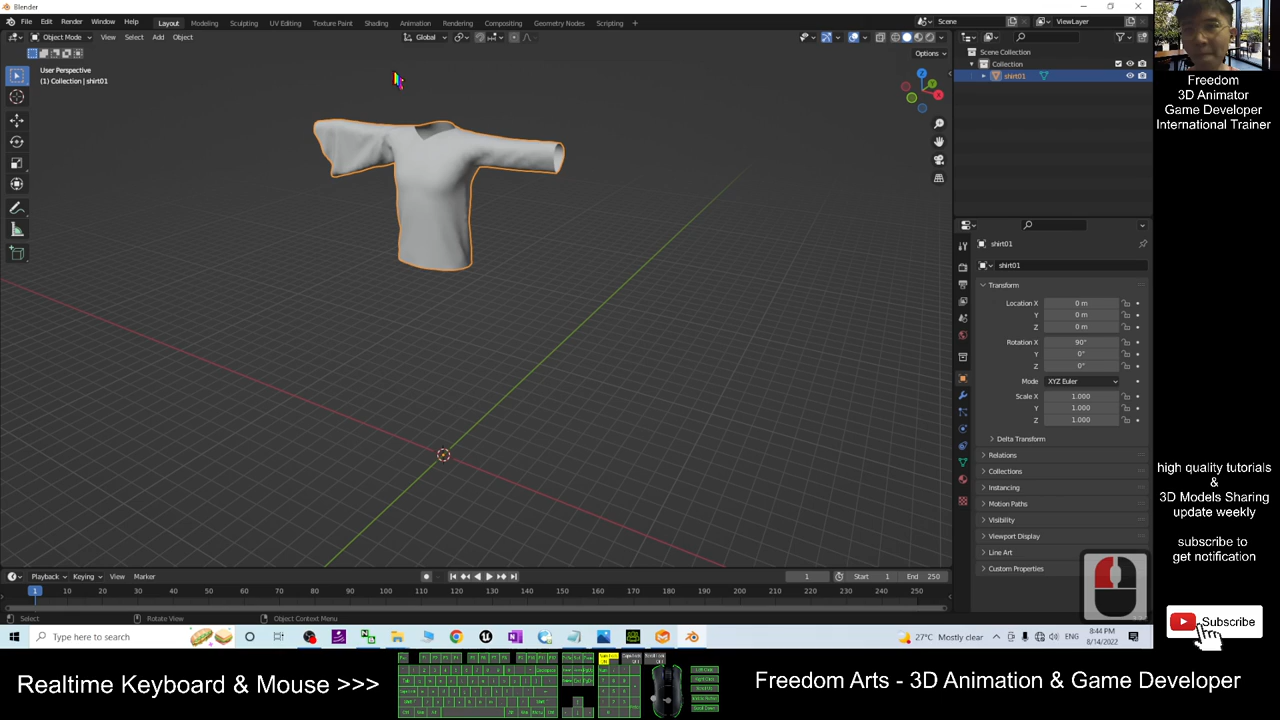 Blender
File
Edit
Render
Window
Help
Layout
Modeling
Sculpting
UV Editing
Texture Paint
Shading
Animation
Rendering
Compositing
Geometry Nodes
Scripting
Scene
ViewLayer
Object Mode
View
Select
Add
Object
Global
Options
User Perspective
(1) Collection | shirt01
Scene Collection
Collection
shirt01
shirt01
shirt01
Transform
Location X
0 m
Y
0 m
Z
0 m
Rotation X
90°
Y
0°
Z
0°
Mode
XYZ Euler
Scale X
1.000
Y
1.000
Z
1.000
Delta Transform
Relations
Collections
Instancing
Motion Paths
Visibility
Viewport Display
Line Art
Custom Properties
Playback
Keying
View
Marker
1
Start
1
End
250
1
10
20
30
40
50
60
70
80
90
100
110
120
130
140
150
160
170
180
190
200
210
220
230
240
250
Select
Rotate View
Object Context Menu
Type here to search
27°C Mostly clear
ENG
8:44 PM
8/14/2022
Freedom
3D Animator
Game Developer
International Trainer
high quality tutorials
&
3D Models Sharing
update weekly
subscribe to
get notification
Subscribe
Realtime Keyboard & Mouse >>>
Freedom Arts - 3D Animation & Game Developer